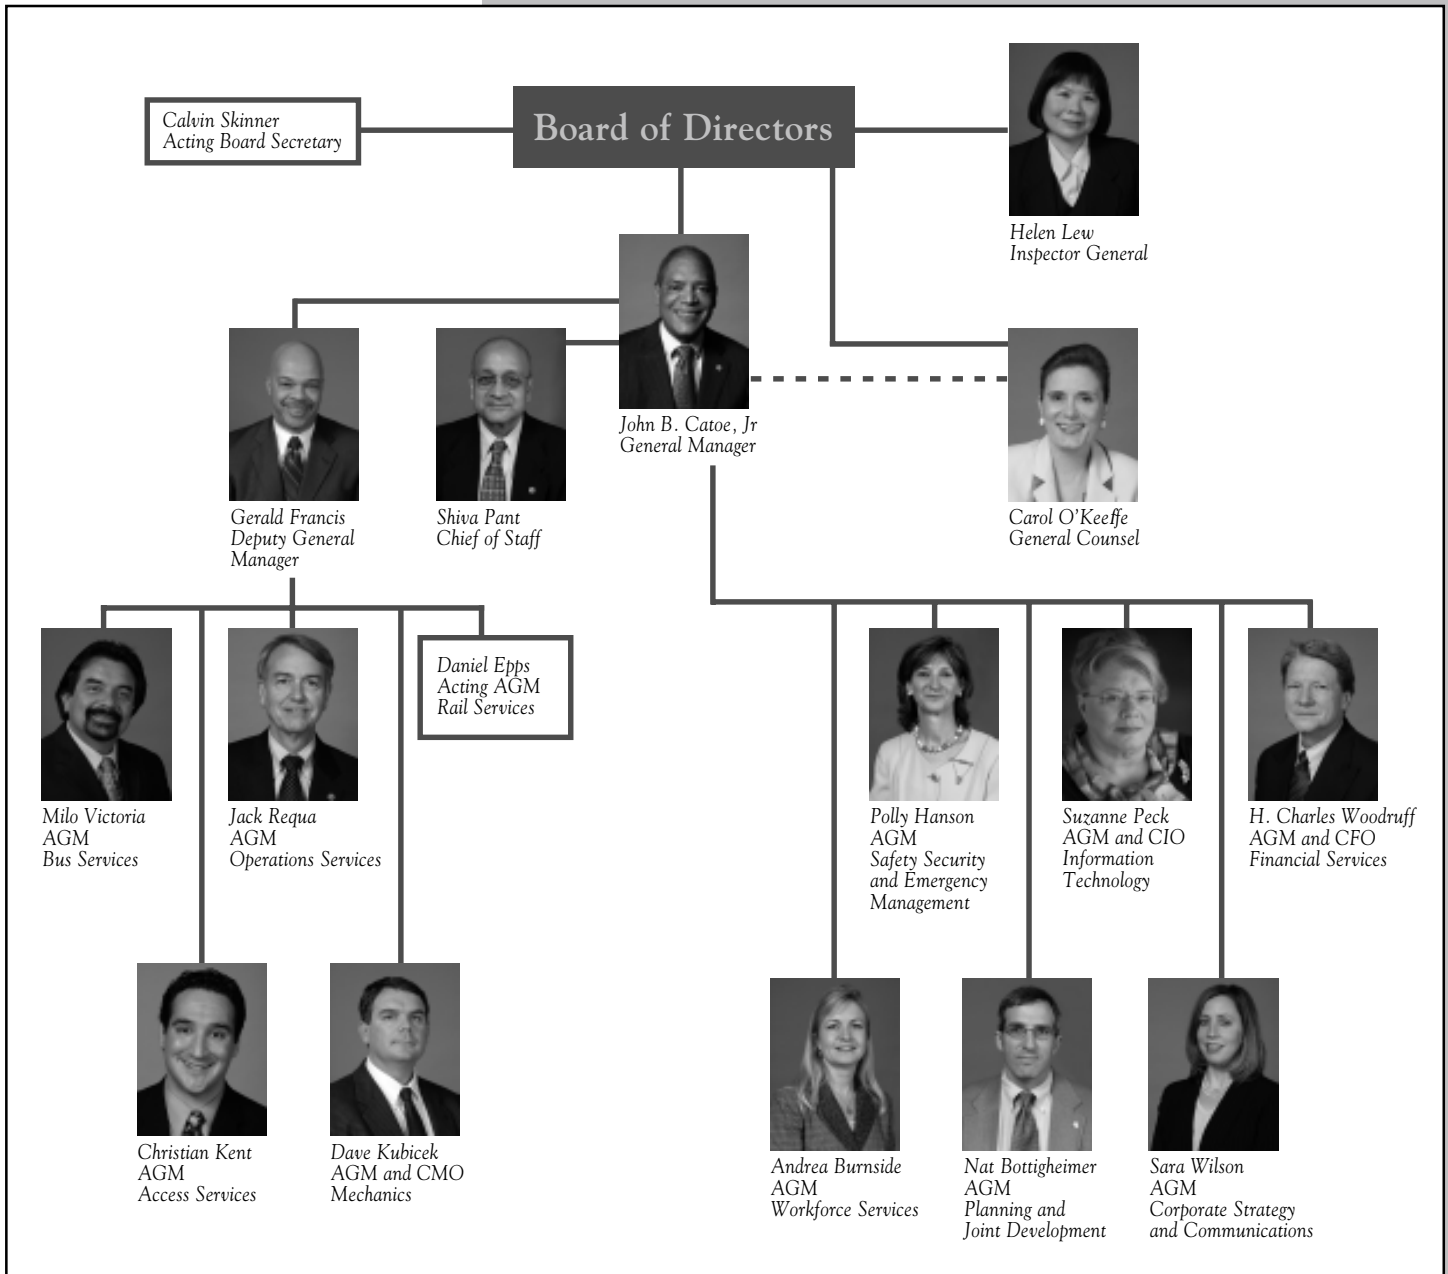 Calvin Skinner
Acting Board Secretary
Board of Directors
Helen Lew
Inspector General
John B. Catoe, Jr
General Manager
Gerald Francis
Deputy General
Manager
Shiva Pant
Chief of Staff
Carol O'Keeffe
General Counsel
Daniel Epps
Acting AGM
Rail Services
Milo Victoria
AGM
Bus Services
Jack Requa
AGM
Operations Services
Polly Hanson
AGM
Safety Security
and Emergency
Management
Suzanne Peck
AGM and CIO
Information
Technology
H. Charles Woodruff
AGM and CFO
Financial Services
Christian Kent
AGM
Access Services
Dave Kubicek
AGM and CMO
Mechanics
Andrea Burnside
AGM
Workforce Services
Nat Bottigheimer
AGM
Planning and
Joint Development
Sara Wilson
AGM
Corporate Strategy
and Communications